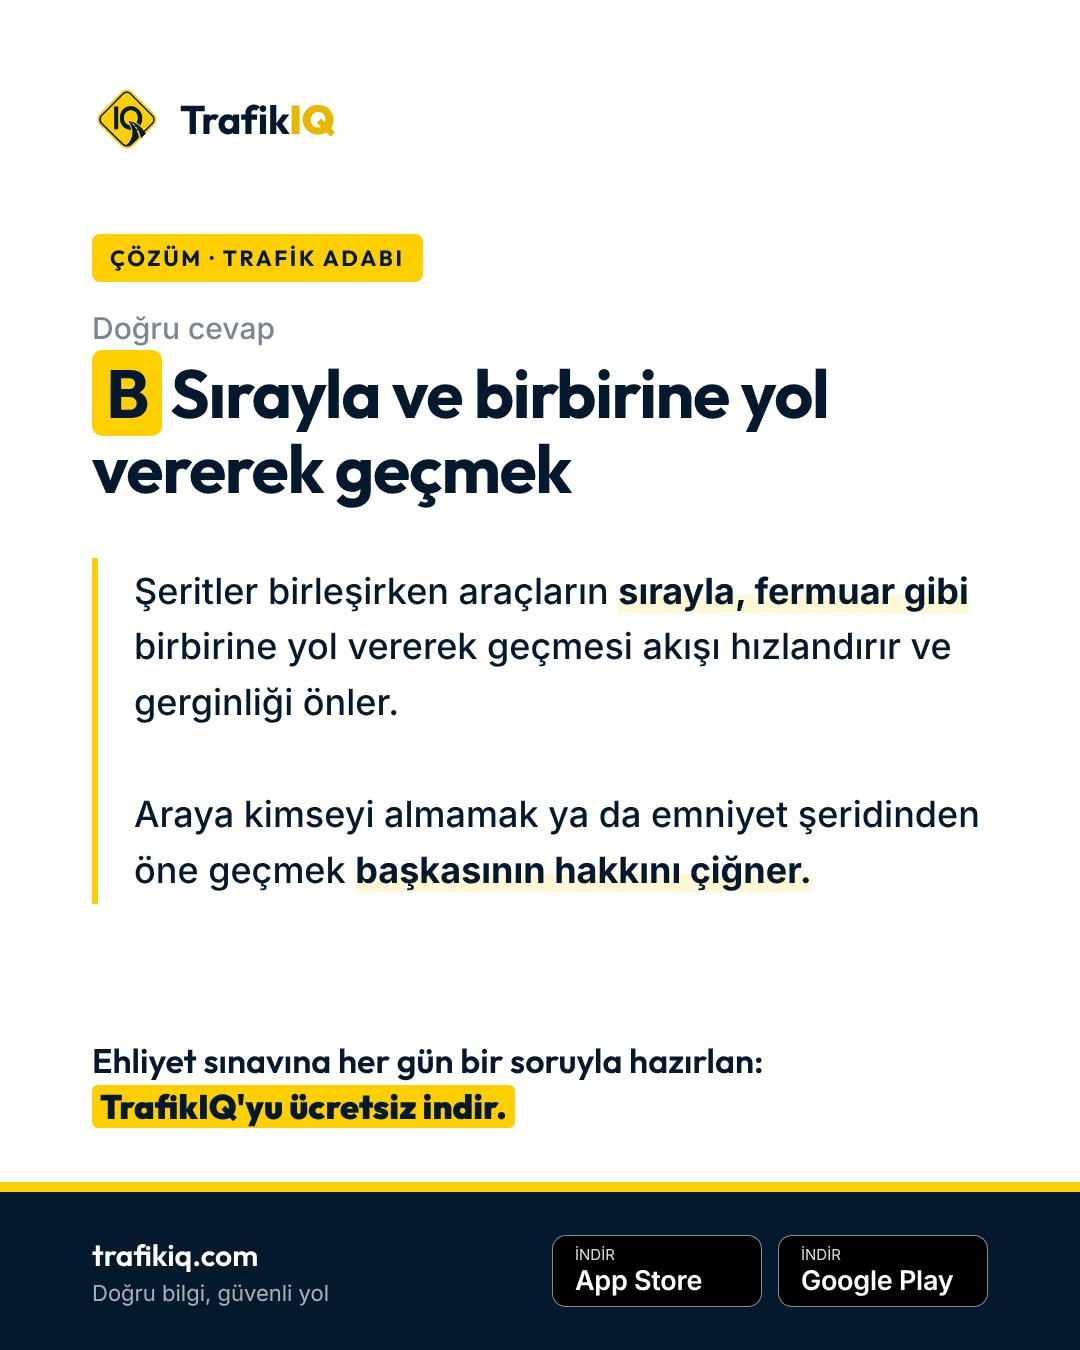 IQ
TrafikIQ
ÇÖZÜM · TRAFİK ADABI
Doğru cevap
B Sırayla ve birbirine yol
vererek geçmek
Şeritler birleşirken araçların sırayla, fermuar gibi
birbirine yol vererek geçmesi akışı hızlandırır ve
gerginliği önler.
Araya kimseyi almamak ya da emniyet şeridinden
öne geçmek başkasının hakkını çiğner.
Ehliyet sınavına her gün bir soruyla hazırlan:
TrafikIQ'yu ücretsiz indir.
trafikiq.com
Doğru bilgi, güvenli yol
İNDİR
App Store
İNDİR
Google Play